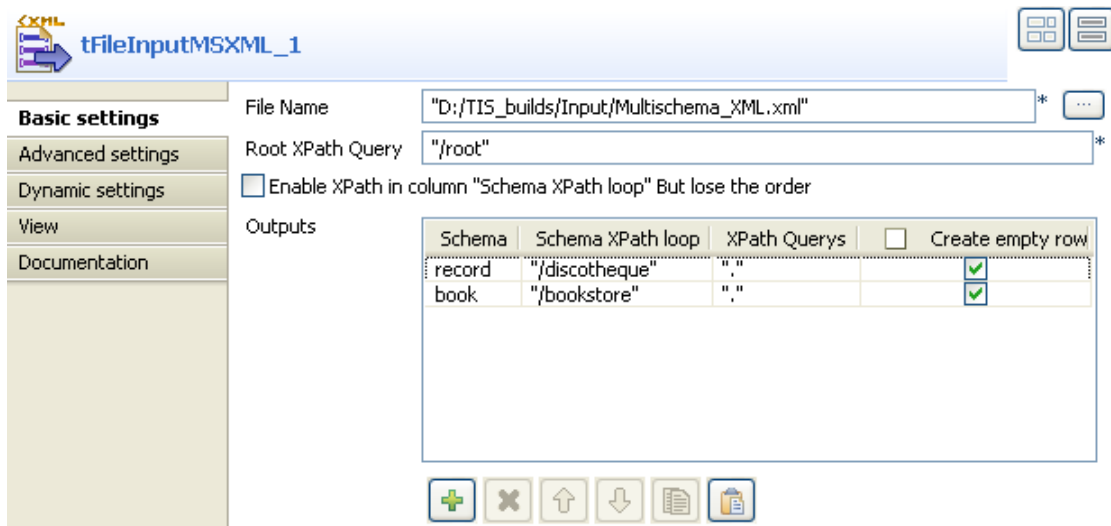 <XML
tFileInputMSXML_1
Basic settings
Advanced settings
Dynamic settings
View
Documentation
File Name "D:/TIS_builds/Input/Multischema_XML.xml" * ...
Root XPath Query "/root" *
Enable XPath in column "Schema XPath loop" But lose the order
Outputs
Schema Schema XPath loop XPath Querys Create empty row
record "/discotheque" "."
book "/bookstore" "."